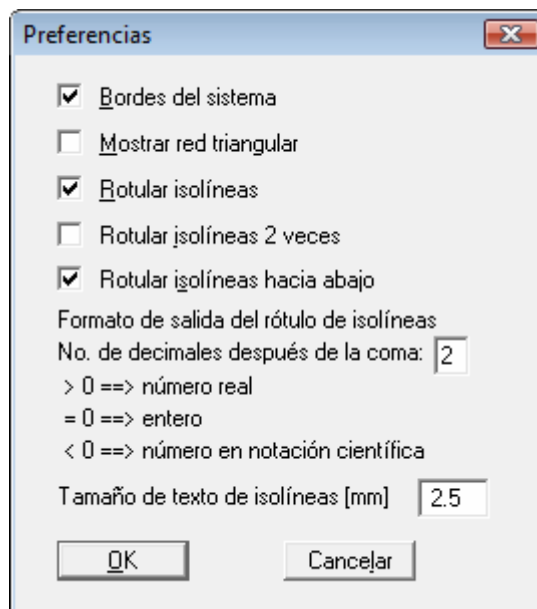 Preferencias
Bordes del sistema
Mostrar red triangular
Rotular isolíneas
Rotular isolíneas 2 veces
Rotular isolíneas hacia abajo
Formato de salida del rótulo de isolíneas
No. de decimales después de la coma: 2
> 0 ==> número real
= 0 ==> entero
< 0 ==> número en notación científica
Tamaño de texto de isolíneas [mm] 2.5
OK Cancelar